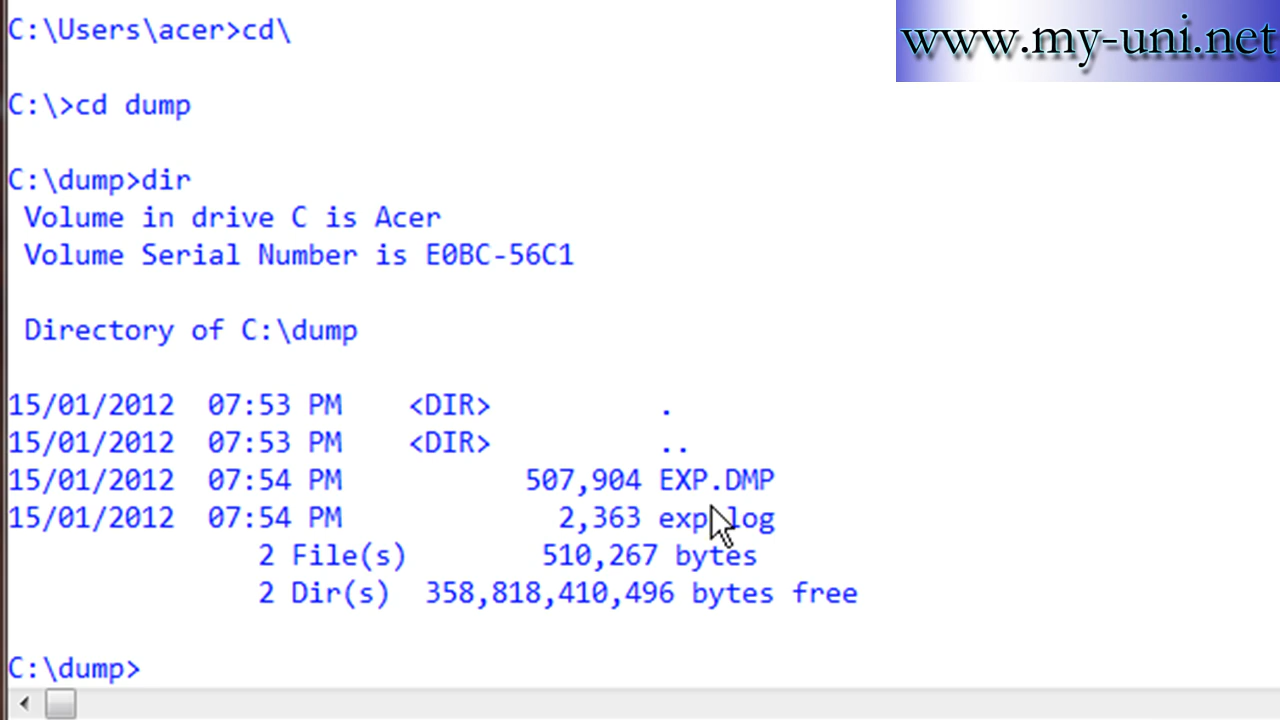 C:\Users\acer>cd\
www.my-uni.net
C:\>cd dump
C:\dump>dir
Volume in drive C is Acer
Volume Serial Number is E0BC-56C1
Directory of C:\dump
15/01/2012 07:53 PM <DIR> .
15/01/2012 07:53 PM <DIR> ..
15/01/2012 07:54 PM 507,904 EXP.DMP
15/01/2012 07:54 PM 2,363 exp.log
2 File(s) 510,267 bytes
2 Dir(s) 358,818,410,496 bytes free
C:\dump>